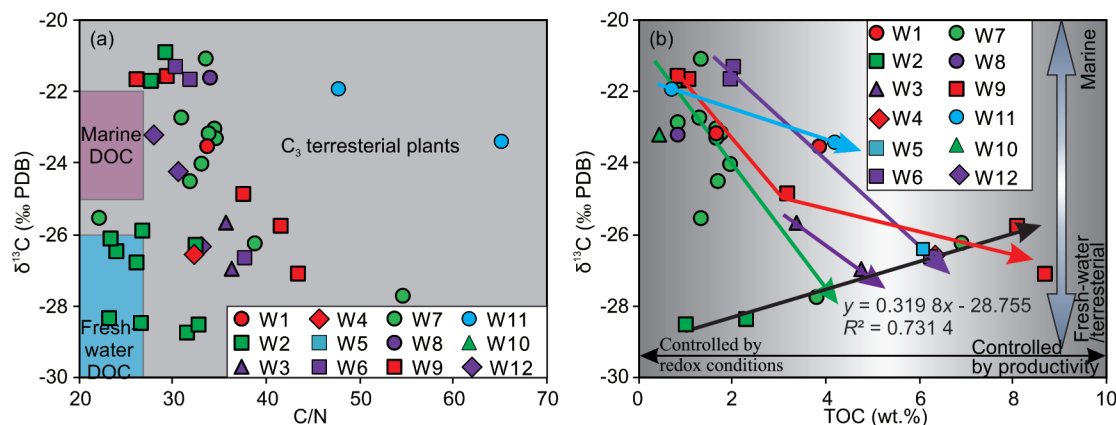 (a)
-20
-22
-24
-26
-28
-30
δ¹³C (‰ PDB)
Marine
DOC
Fresh-
water
DOC
C₃ terresterial plants
W1 W4 W7 W11
W2 W5 W8 W10
W3 W6 W9 W12
20 30 40 50 60 70
C/N
(b)
-20
-22
-24
-26
-28
-30
δ¹³C (‰ PDB)
W1 W7
W2 W8
W3 W9
W4 W11
W5 W10
W6 W12
Marine
Fresh-water
/terresterial
y = 0.319 8x - 28.755
R² = 0.731 4
Controlled by
redox conditions
Controlled
by productivity
0 2 4 6 8 10
TOC (wt.%)